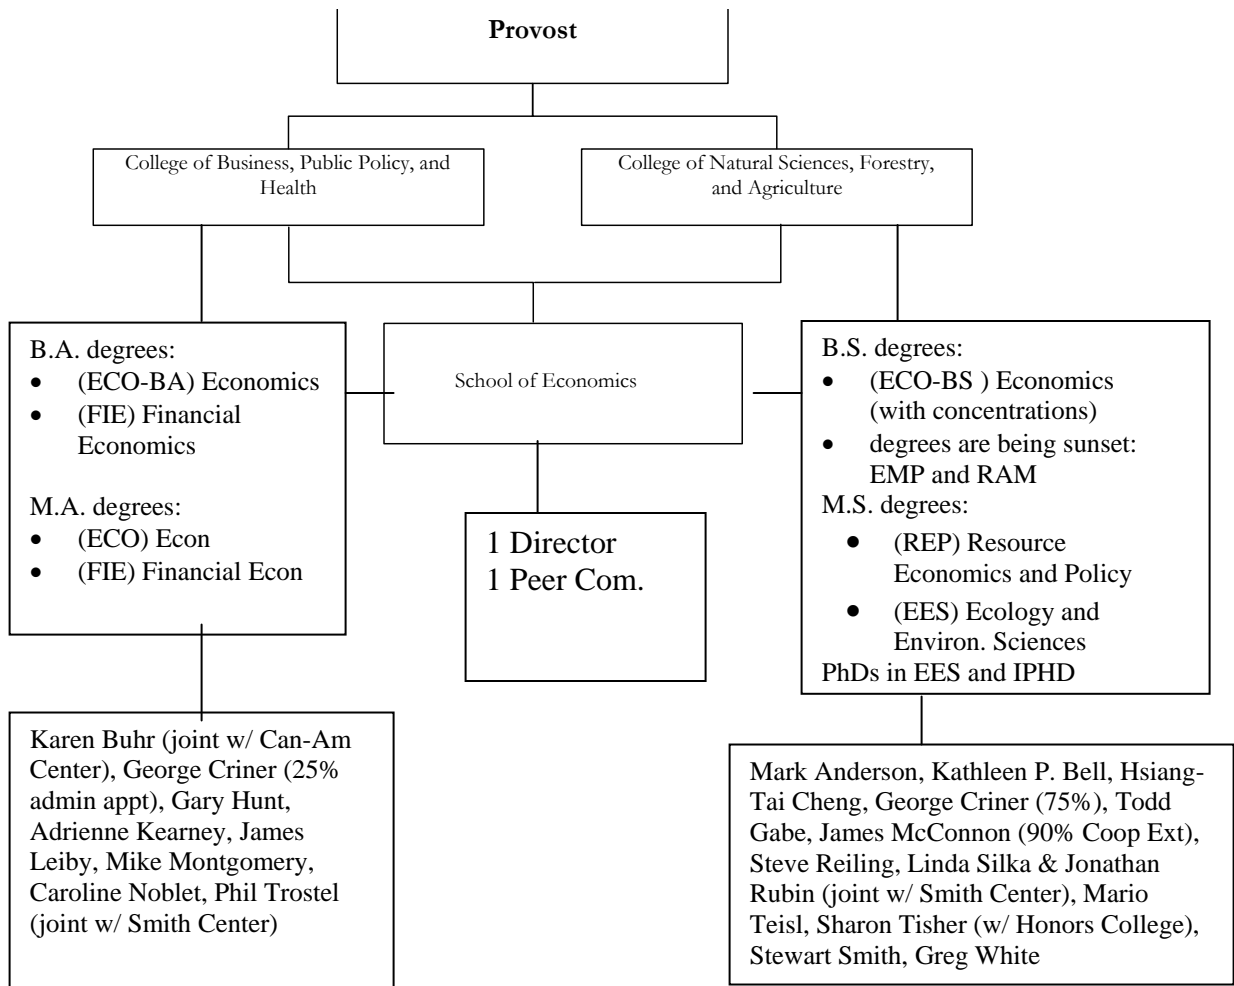 Provost
College of Business, Public Policy, and
Health
College of Natural Sciences, Forestry,
and Agriculture
B.A. degrees:
• (ECO-BA) Economics
• (FIE) Financial
Economics
M.A. degrees:
• (ECO) Econ
• (FIE) Financial Econ
School of Economics
B.S. degrees:
• (ECO-BS ) Economics
(with concentrations)
• degrees are being sunset:
EMP and RAM
M.S. degrees:
• (REP) Resource
Economics and Policy
• (EES) Ecology and
Environ. Sciences
PhDs in EES and IPHD
1 Director
1 Peer Com.
Karen Buhr (joint w/ Can-Am
Center), George Criner (25%
admin appt), Gary Hunt,
Adrienne Kearney, James
Leiby, Mike Montgomery,
Caroline Noblet, Phil Trostel
(joint w/ Smith Center)
Mark Anderson, Kathleen P. Bell, Hsiang-
Tai Cheng, George Criner (75%), Todd
Gabe, James McConnon (90% Coop Ext),
Steve Reiling, Linda Silka & Jonathan
Rubin (joint w/ Smith Center), Mario
Teisl, Sharon Tisher (w/ Honors College),
Stewart Smith, Greg White